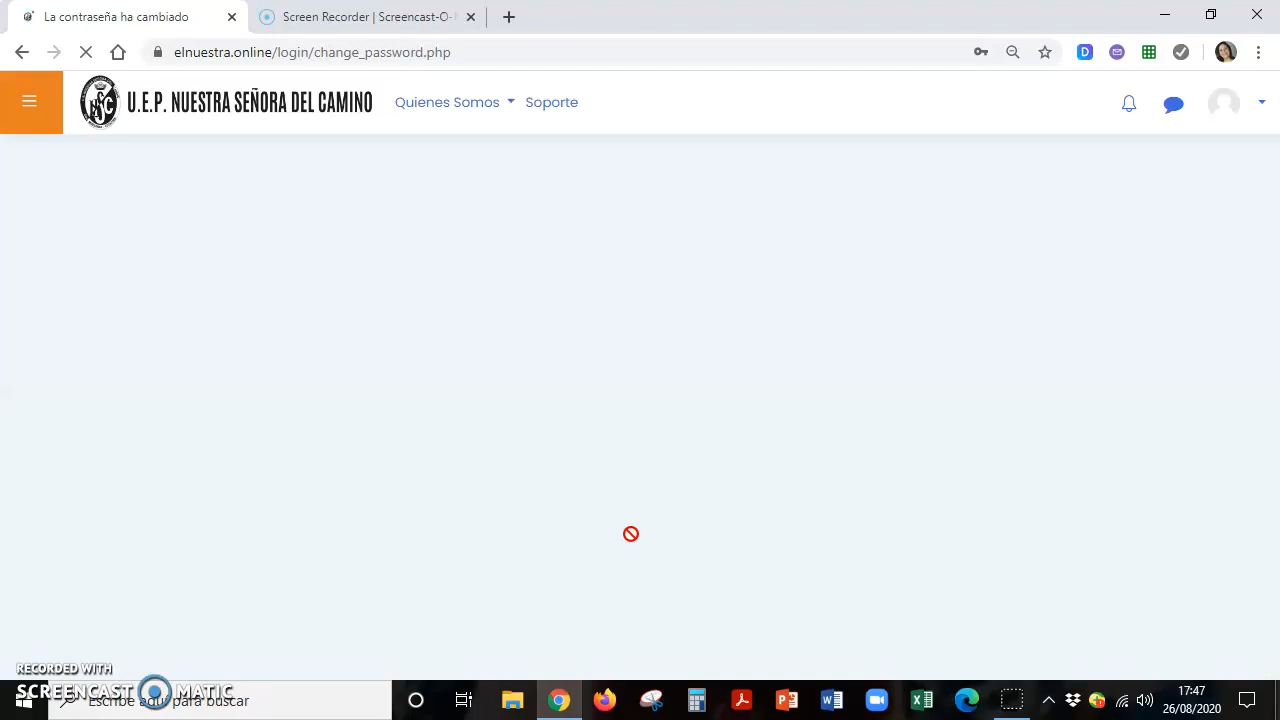 La contraseña ha cambiado
Screen Recorder | Screencast-O-
elnuestra.online/login/change_password.php
U.E.P. NUESTRA SEÑORA DEL CAMINO
Quienes Somos
Soporte
RECORDED WITH
SCREENCAST MATIC
Escribe aquí para buscar
17:47
26/08/2020